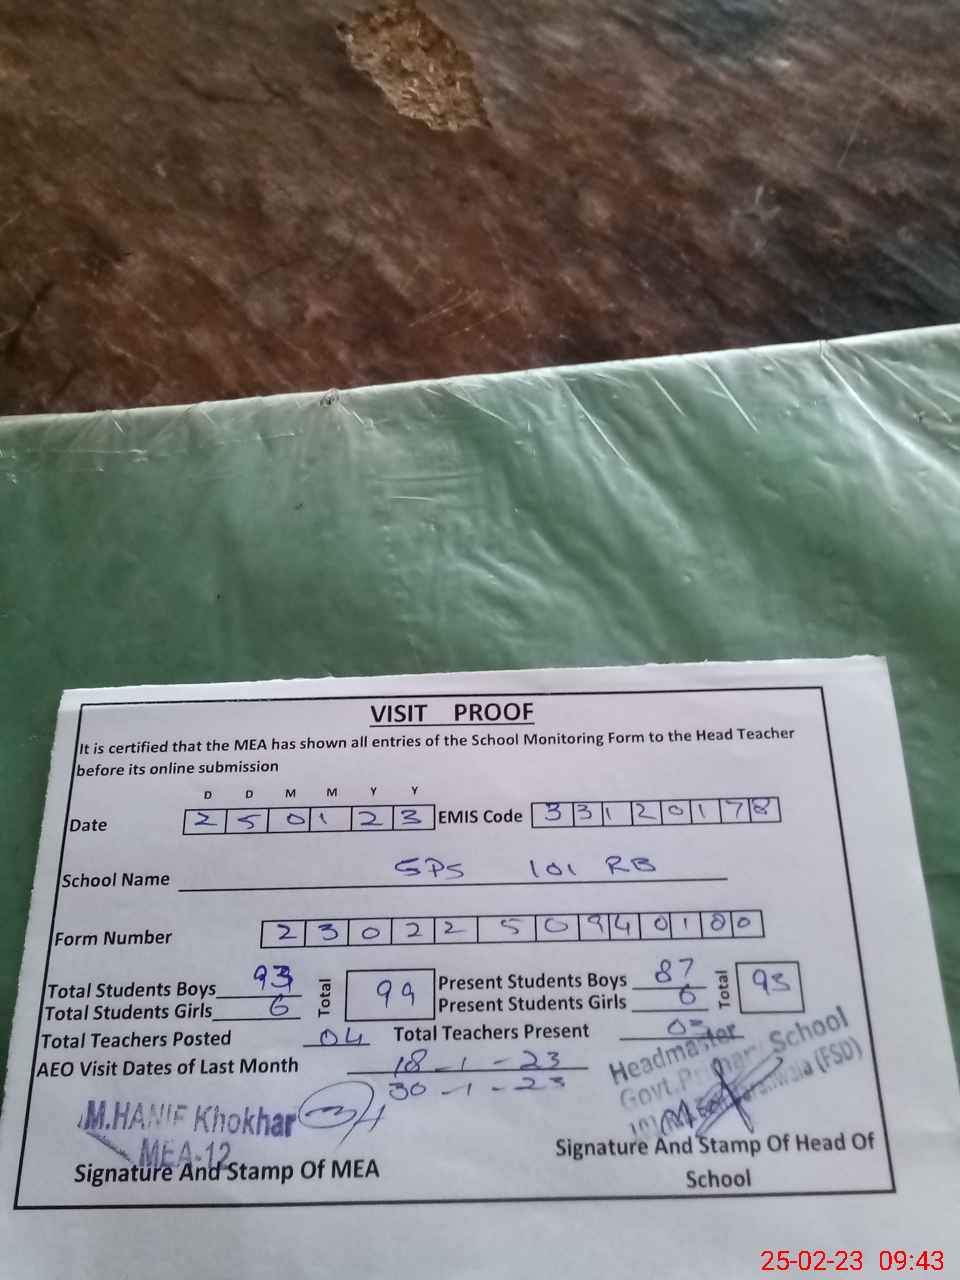 VISIT PROOF
It is certified that the MEA has shown all entries of the School Monitoring Form to the Head Teacher
before its online submission
D D M M Y Y
Date 2 5 0 1 2 3 EMIS Code 3 3 1 2 0 1 7 8
School Name GPS 101 RB
Form Number 2 3 0 2 2 5 0 9 4 0 1 8 0
Total Students Boys 93 Total 99 Present Students Boys 87 Total 93
Total Students Girls 6 Present Students Girls 6
Total Teachers Posted 04 Total Teachers Present 03
AEO Visit Dates of Last Month 18-1-23
30-1-23
Headmaster
Govt. Primary School
(FSD)
M.HANIF Khokhar
MEA-12
Signature And Stamp Of MEA
Signature And Stamp Of Head Of
School
25-02-23 09:43